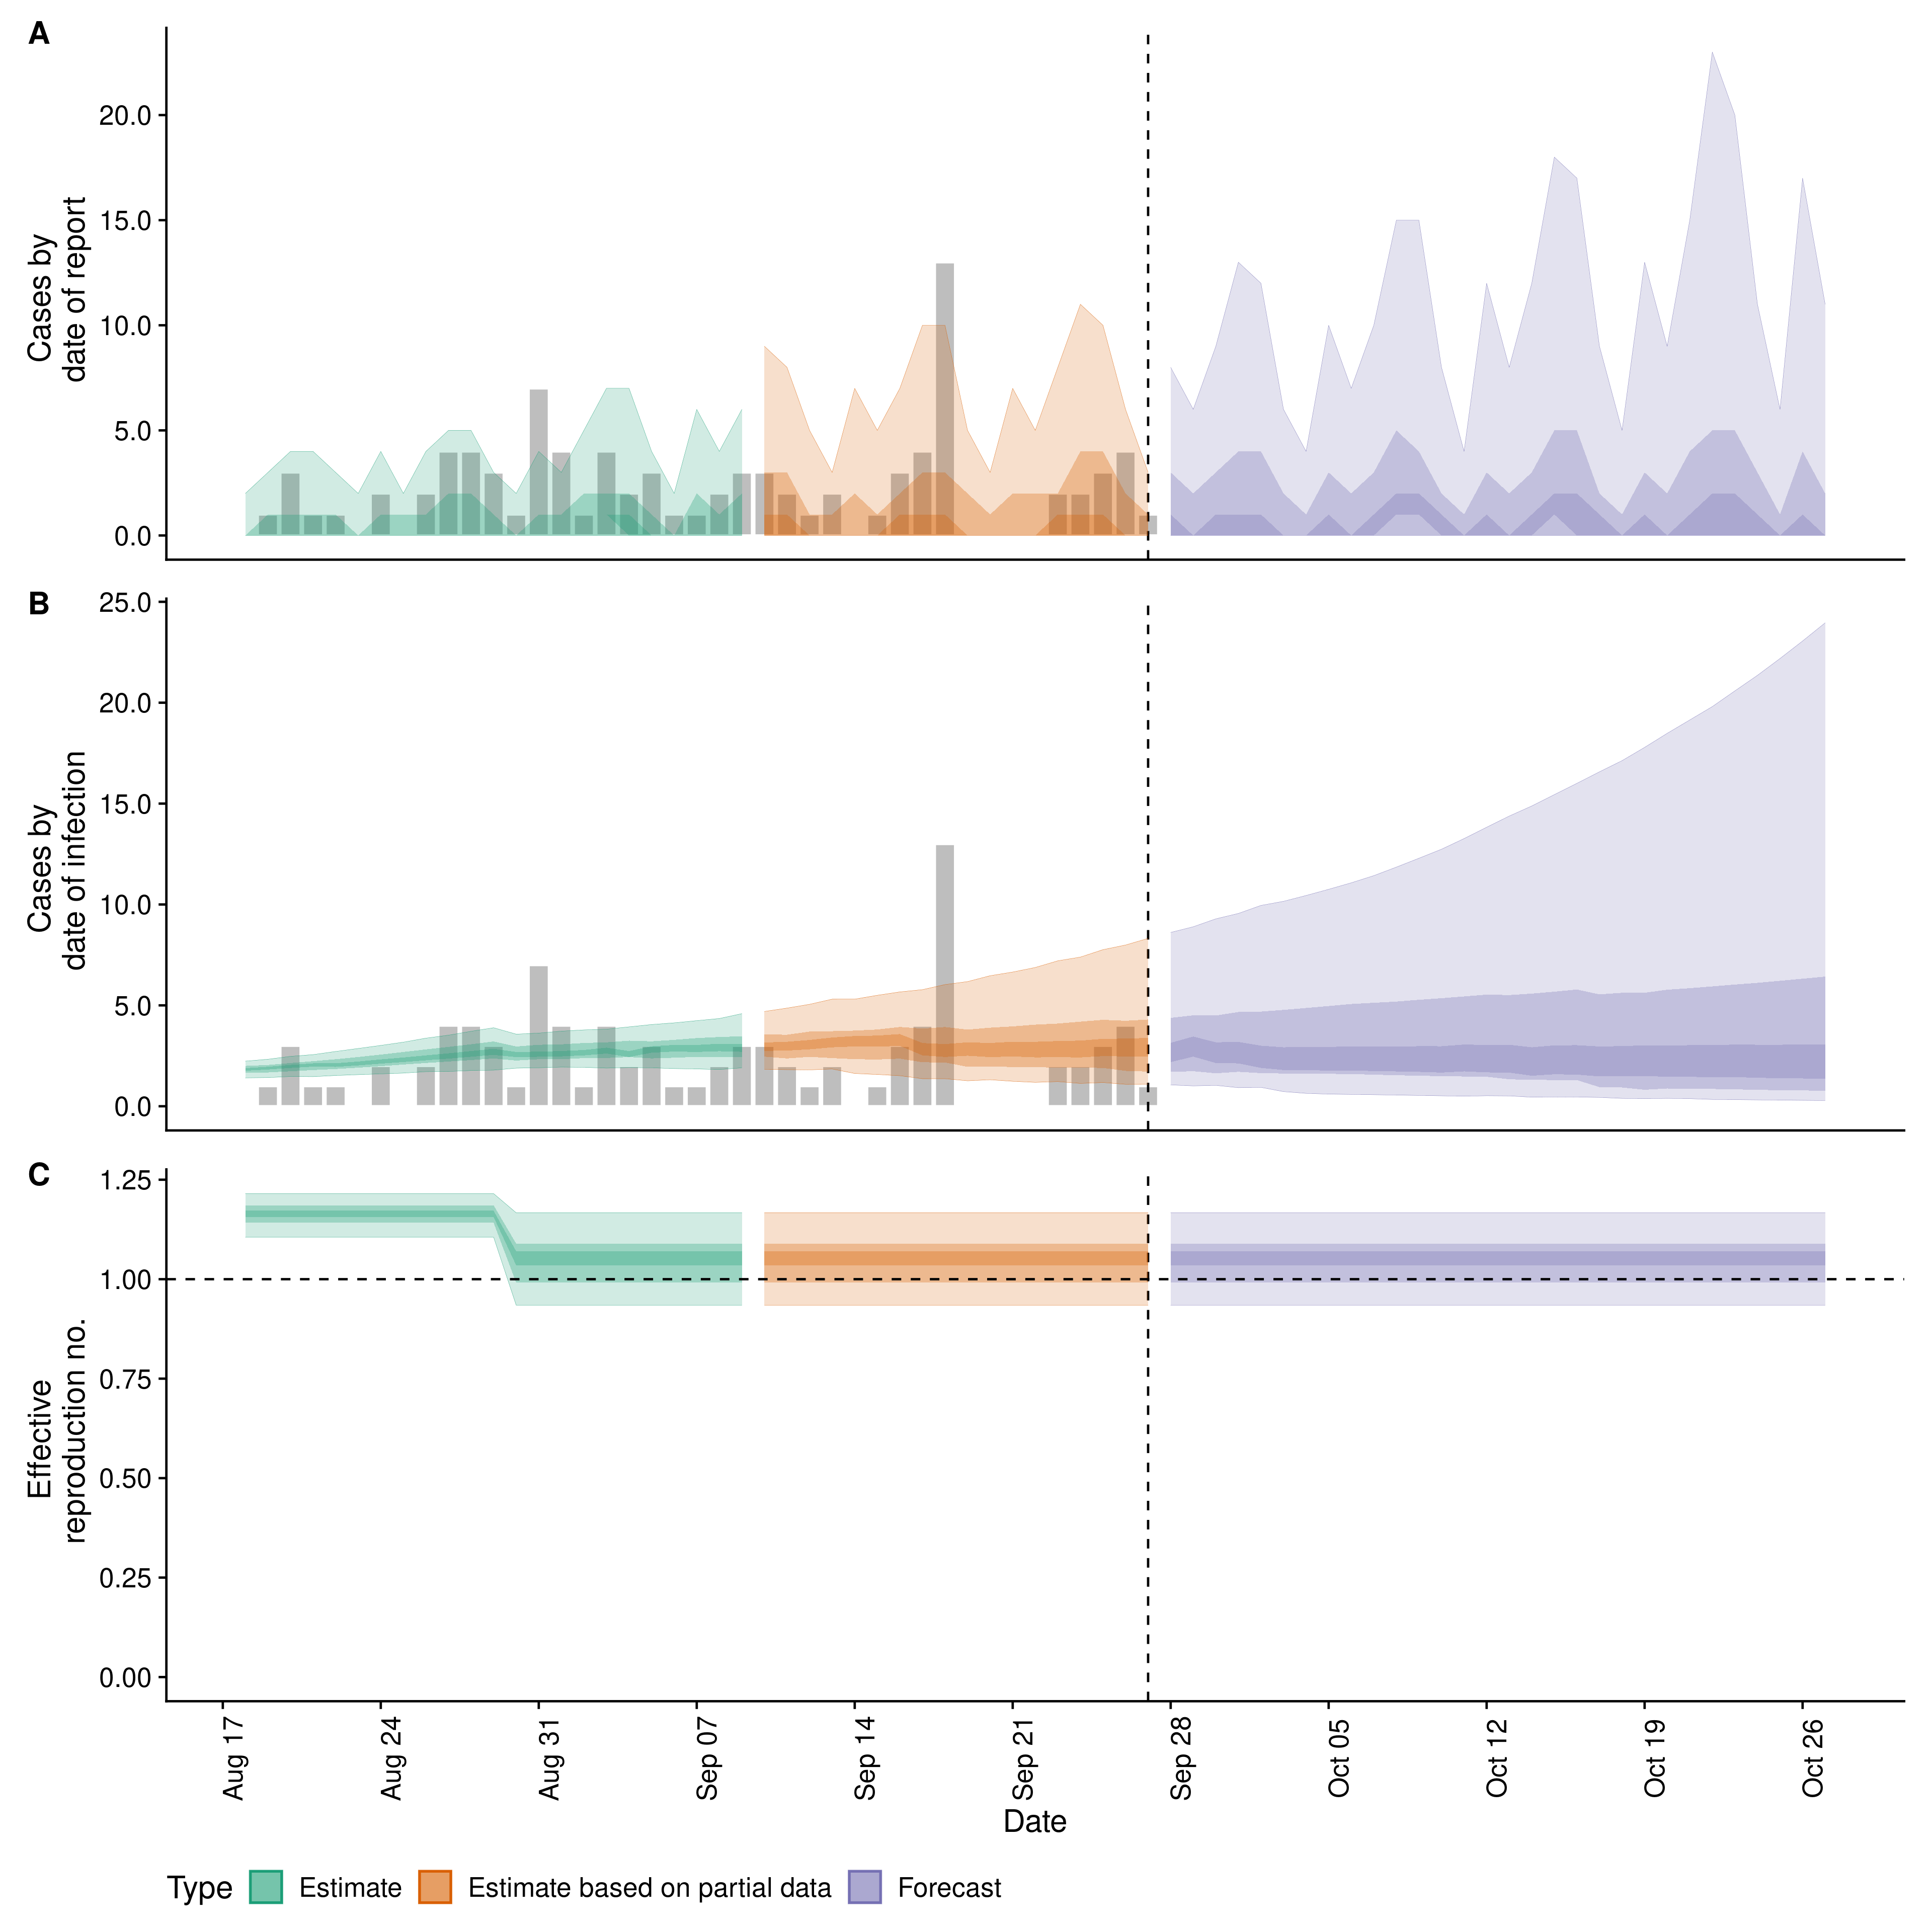 A
20.0
15.0
10.0
5.0
0.0
Cases by
date of report
B
25.0
20.0
15.0
10.0
5.0
0.0
Cases by
date of infection
C
1.25
1.00
0.75
0.50
0.25
0.00
Effective
reproduction no.
Aug 17
Aug 24
Aug 31
Sep 07
Sep 14
Sep 21
Sep 28
Oct 05
Oct 12
Oct 19
Oct 26
Date
Type Estimate Estimate based on partial data Forecast